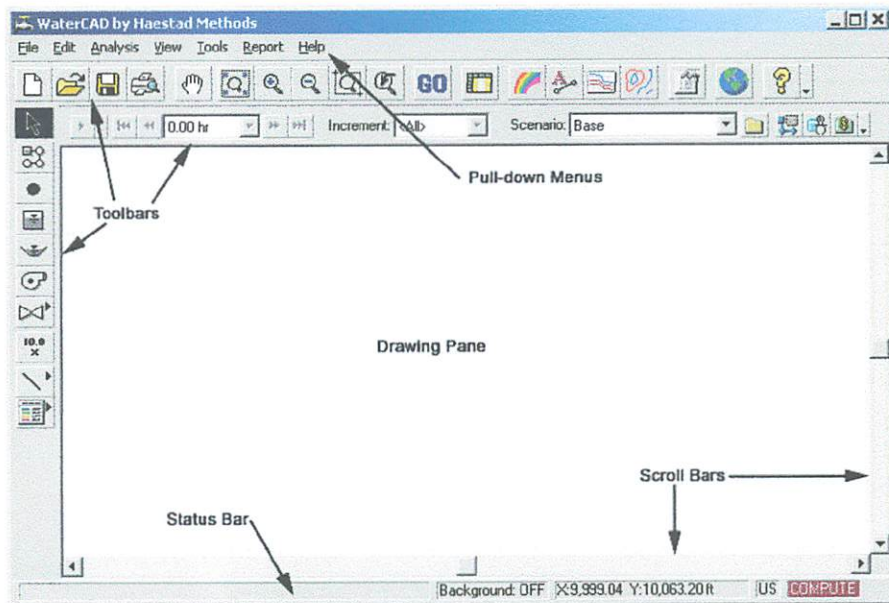 WaterCAD by Haestad Methods
File Edit Analysis View Tools Report Help
GO
0.00 hr Increment: <All> Scenario: Base
Pull-down Menus
Toolbars
10.0
Drawing Pane
Scroll Bars
Status Bar
Background: OFF X:9,999.04 Y:10,063.20 ft US COMPUTE